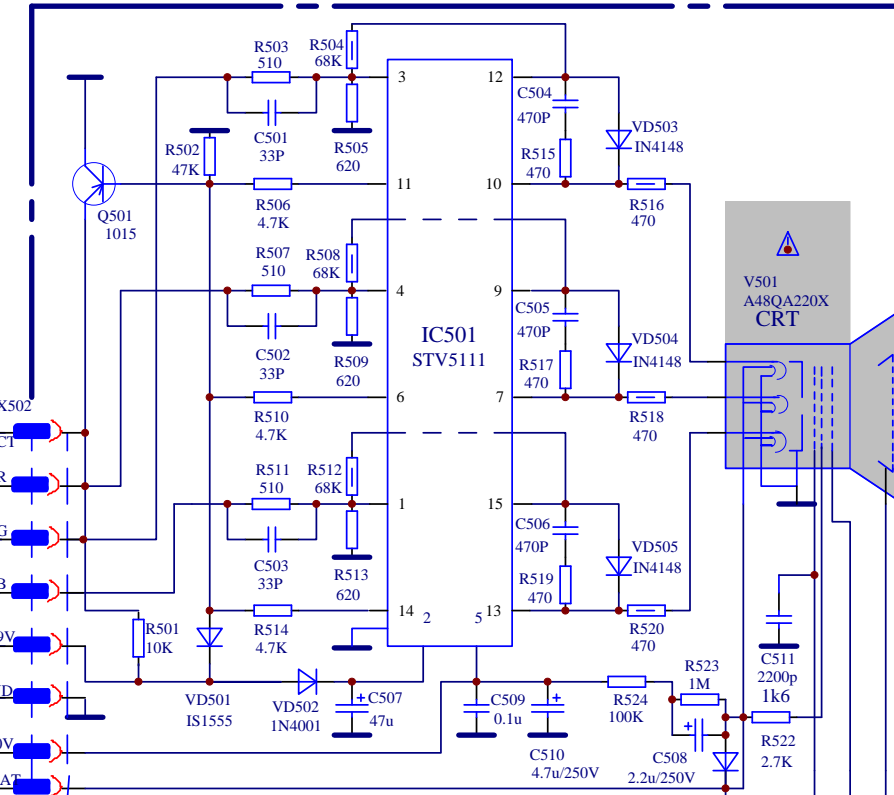 R503
510
R504
68K
3
12
C504
470P
VD503
IN4148
C501
33P
R502
47K
R505
620
R515
470
11
10
R506
4.7K
R516
470
Q501
1015
R507
510
R508
68K
4
9
V501
A48QA220X
CRT
C505
470P
IC501
STV5111
VD504
IN4148
C502
33P
R509
620
R517
470
6
7
X502
R510
4.7K
R518
470
CT
R511
510
R512
68K
R
1
15
G
C506
470P
VD505
IN4148
C503
33P
R513
620
R519
470
B
14
2
5
13
R501
10K
R514
4.7K
R520
470
9V
C511
2200p
1k6
R523
1M
VD501
IS1555
VD502
1N4001
+
C507
47u
C509
0.1u
+
R524
100K
D
+
R522
2.7K
0V
C510
4.7u/250V
C508
2.2u/250V
AT